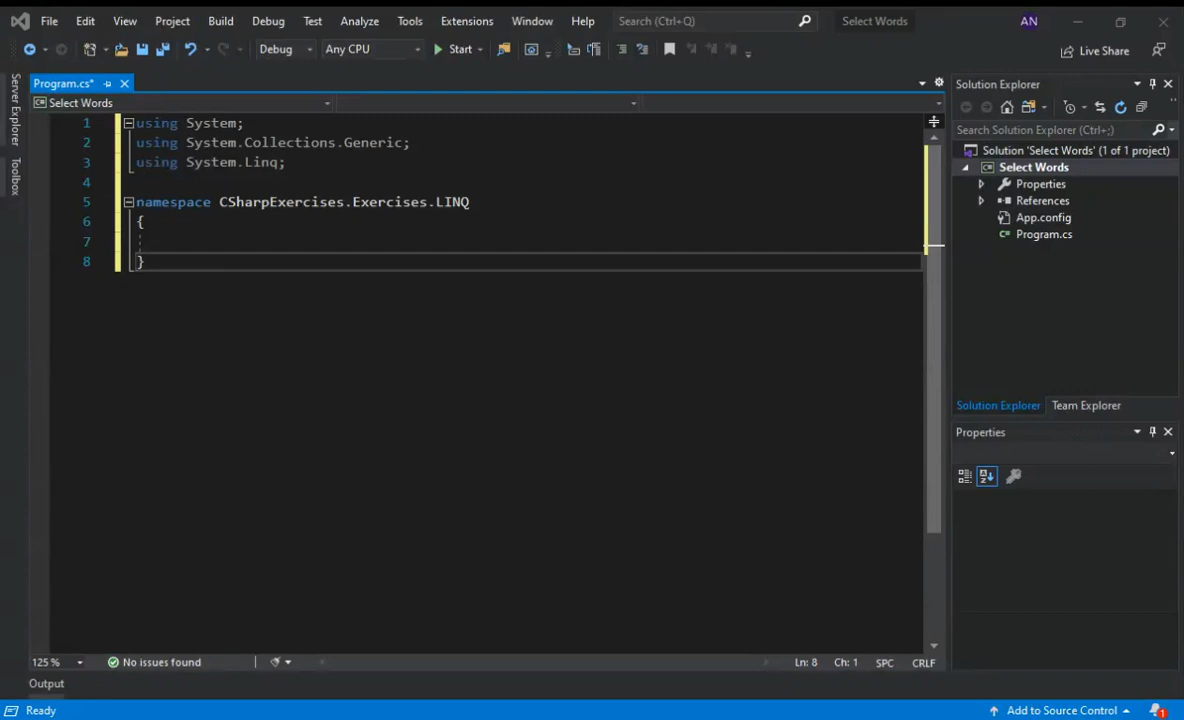 File Edit View Project Build Debug Test Analyze Tools Extensions Window Help Search (Ctrl+Q) Select Words AN
Debug Any CPU Start Live Share
Server Explorer
Toolbox
Program.cs*
Select Words
1 using System;
2 using System.Collections.Generic;
3 using System.Linq;
4
5 namespace CSharpExercises.Exercises.LINQ
6 {
7
8 }
125 % No issues found Ln: 8 Ch: 1 SPC CRLF
Output
Solution Explorer
Search Solution Explorer (Ctrl+;)
Solution 'Select Words' (1 of 1 project)
Select Words
Properties
References
App.config
Program.cs
Solution Explorer Team Explorer
Properties
Ready Add to Source Control 1